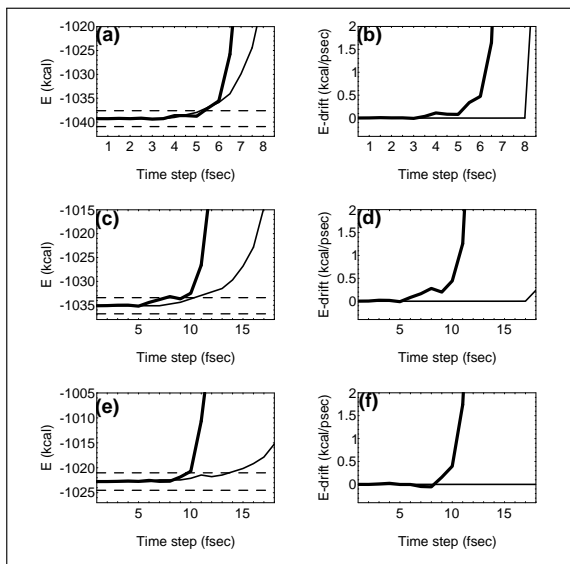 (a)
E (kcal)
-1020
-1025
-1030
-1035
-1040
1 2 3 4 5 6 7 8
Time step (fsec)
(b)
E-drift (kcal/psec)
2
1.5
1
0.5
0
1 2 3 4 5 6 7 8
Time step (fsec)
(c)
E (kcal)
-1015
-1020
-1025
-1030
-1035
5 10 15
Time step (fsec)
(d)
E-drift (kcal/psec)
2
1.5
1
0.5
0
5 10 15
Time step (fsec)
(e)
E (kcal)
-1005
-1010
-1015
-1020
-1025
5 10 15
Time step (fsec)
(f)
E-drift (kcal/psec)
2
1.5
1
0.5
0
5 10 15
Time step (fsec)